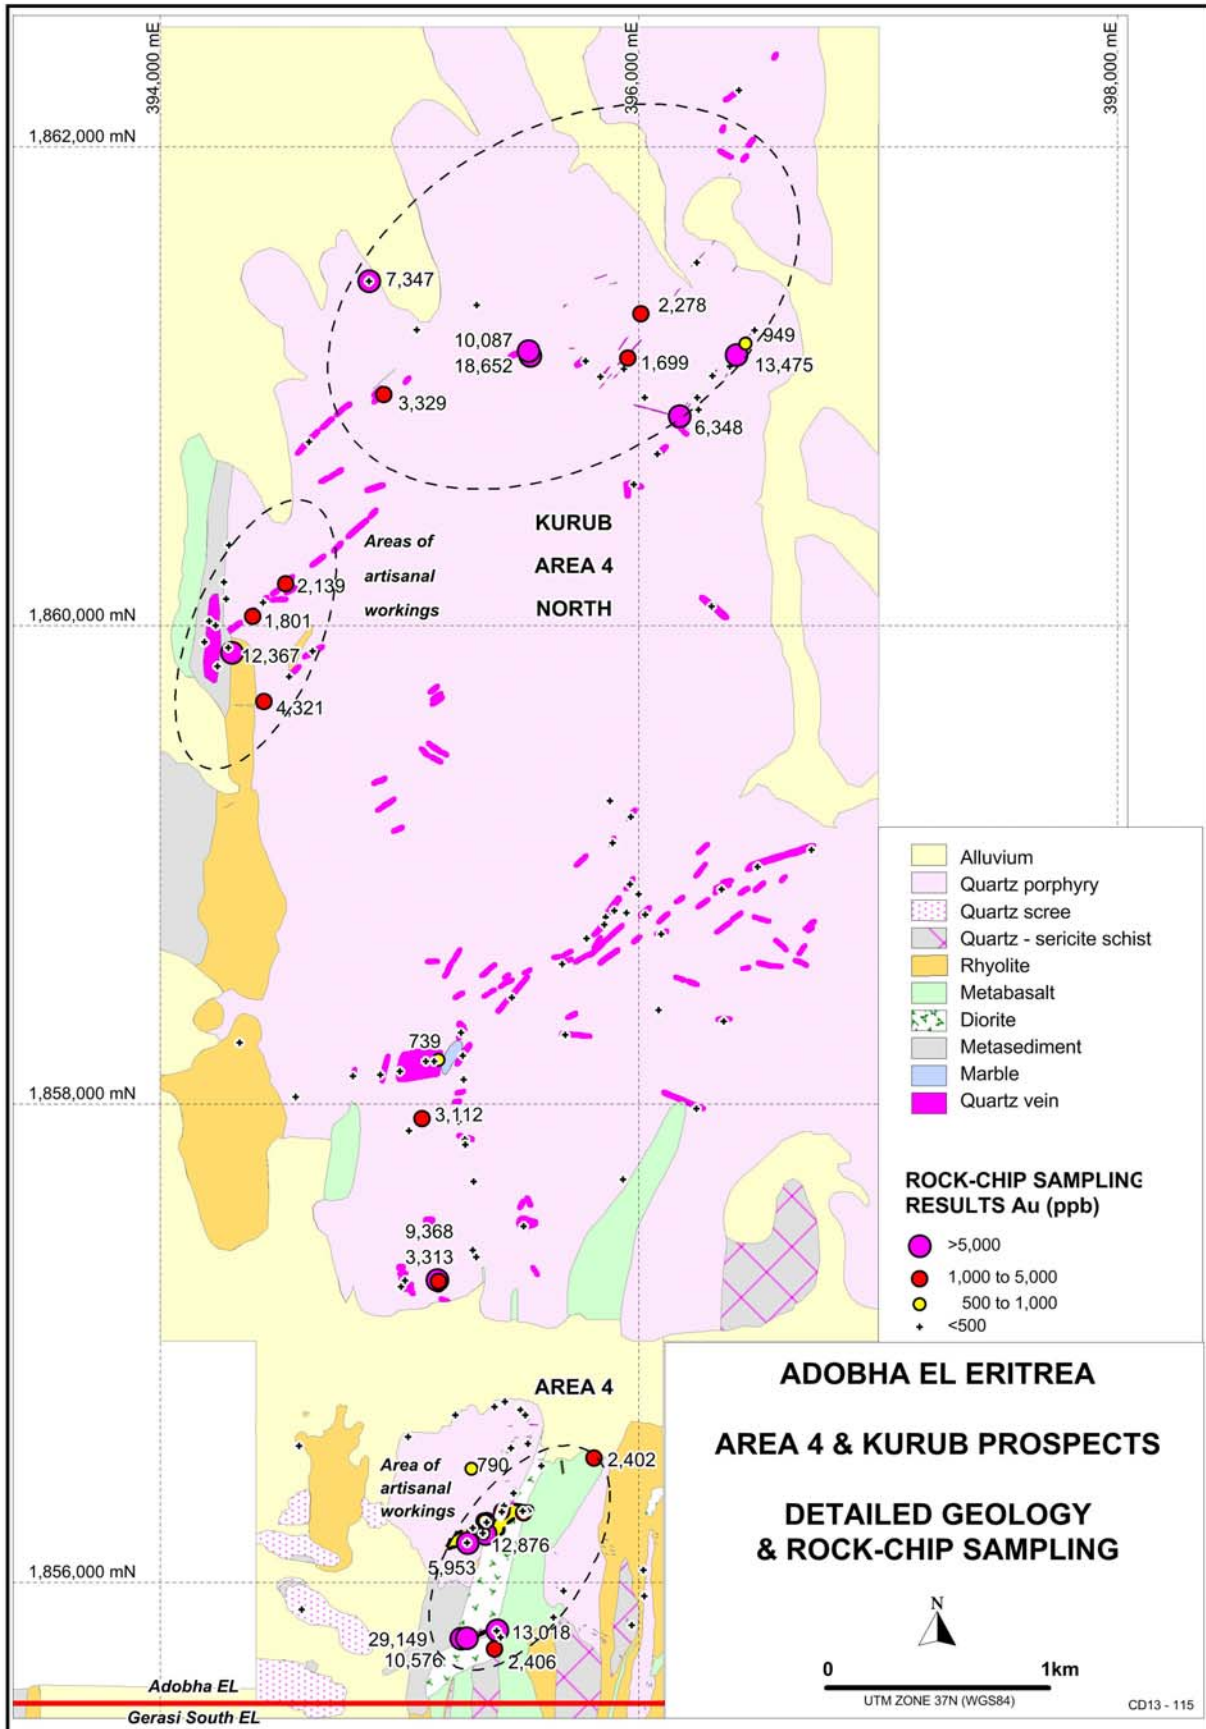 394,000 mE
396,000 mE
398,000 mE
1,862,000 mN
7,347
2,278
10,087
949
18,652
1,699
13,475
3,329
6,348
KURUB
AREA 4
NORTH
Areas of
artisanal
workings
2,139
1,860,000 mN
1,801
12,367
4,321
Alluvium
Quartz porphyry
Quartz scree
Quartz - sericite schist
Rhyolite
Metabasalt
Diorite
Metasediment
Marble
Quartz vein
739
1,858,000 mN
3,112
ROCK-CHIP SAMPLING
RESULTS Au (ppb)
>5,000
1,000 to 5,000
500 to 1,000
<500
9,368
3,313
AREA 4
ADOBHA EL ERITREA
AREA 4 & KURUB PROSPECTS
DETAILED GEOLOGY
& ROCK-CHIP SAMPLING
Area of
artisanal
workings
790
2,402
12,876
5,953
1,856,000 mN
29,149
13,018
10,576
2,406
N
0 1km
UTM ZONE 37N (WGS84)
CD13 - 115
Adobha EL
Gerasi South EL